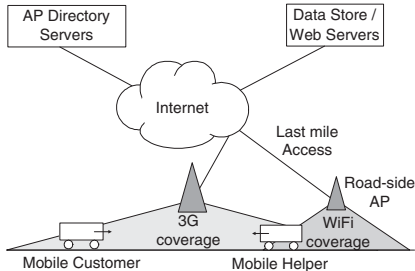 AP Directory
Servers
Data Store /
Web Servers
Internet
Last mile
Access
Road-side
AP
3G
coverage
WiFi
coverage
Mobile Customer
Mobile Helper